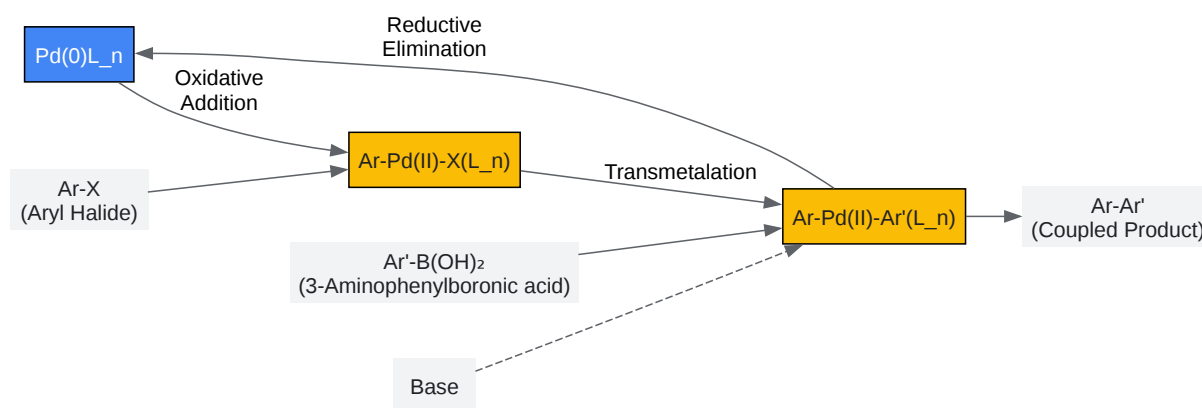 Reductive
Elimination
Pd(0)L_n
Oxidative
Addition
Ar-Pd(II)-X(L_n)
Ar-X
(Aryl Halide)
Transmetalation
Ar-Pd(II)-Ar'(L_n)
Ar-Ar'
(Coupled Product)
Ar'-B(OH)₂
(3-Aminophenylboronic acid)
Base